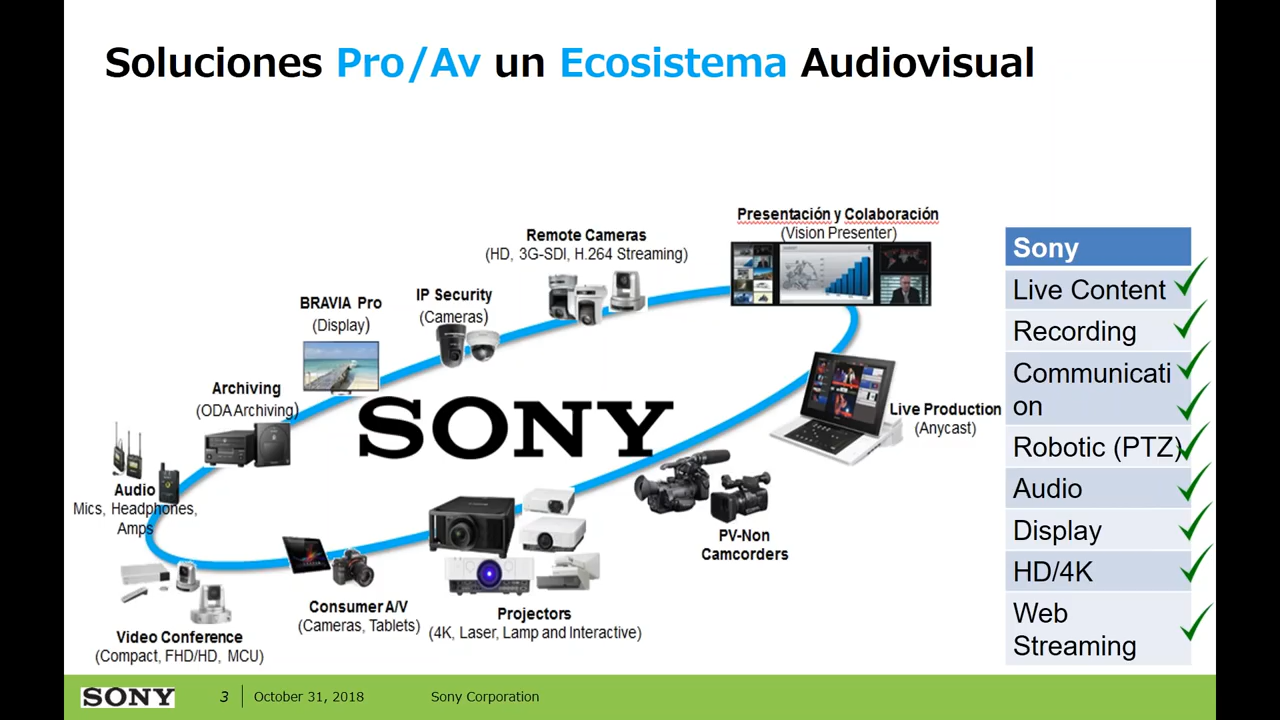 Soluciones Pro/Av un Ecosistema Audiovisual
Presentación y Colaboración
(Vision Presenter)
Remote Cameras
(HD, 3G-SDI, H.264 Streaming)
IP Security
(Cameras)
BRAVIA Pro
(Display)
Archiving
(ODA Archiving)
Audio
Mics, Headphones,
Amps
SONY
Live Production
(Anycast)
PV-Non
Camcorders
Projectors
(4K, Laser, Lamp and Interactive)
Consumer A/V
(Cameras, Tablets)
Video Conference
(Compact, FHD/HD, MCU)
Sony
Live Content
Recording
Communicati
on
Robotic (PTZ)
Audio
Display
HD/4K
Web
Streaming
SONY
3
October 31, 2018
Sony Corporation